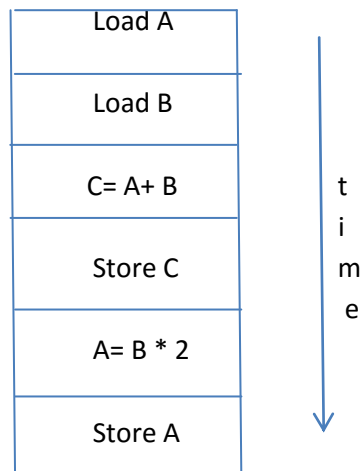 Load A
Load B
C= A+ B
Store C
A= B * 2
Store A
t
i
m
e